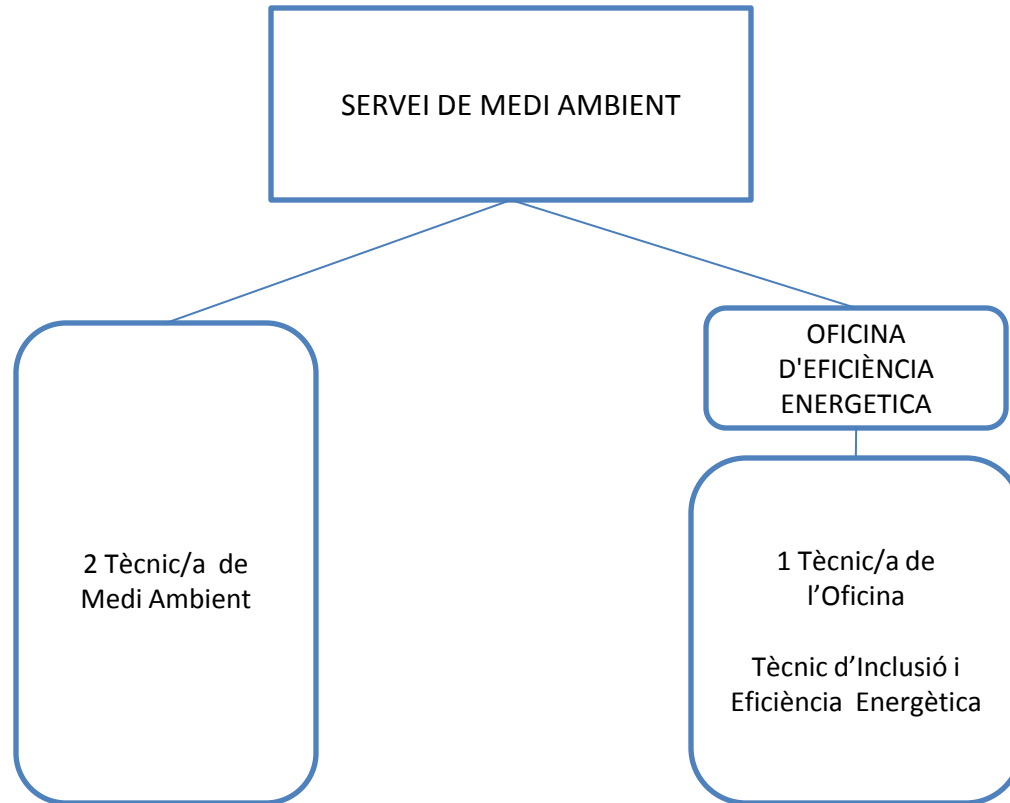 SERVEI DE MEDI AMBIENT
OFICINA
D'EFICIÈNCIA
ENERGETICA
2 Tècnic/a de
Medi Ambient
1 Tècnic/a de
l’Oficina
Tècnic d’Inclusió i
Eficiència Energètica